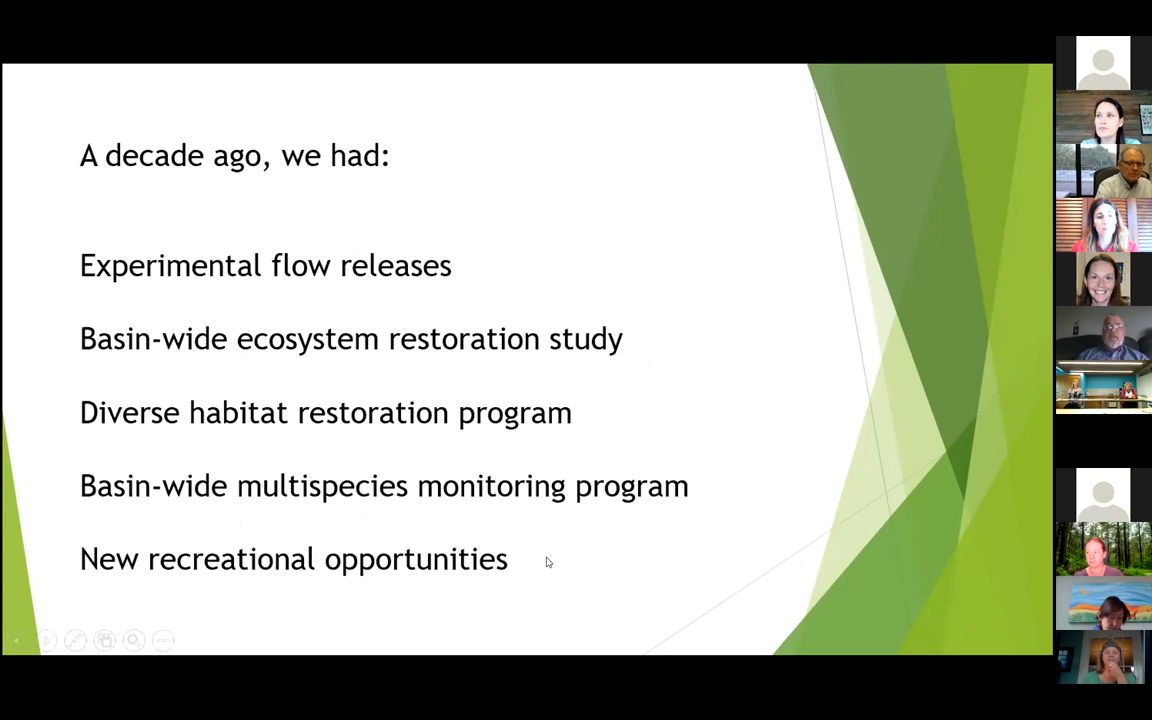 A decade ago, we had:
Experimental flow releases
Basin-wide ecosystem restoration study
Diverse habitat restoration program
Basin-wide multispecies monitoring program
New recreational opportunities